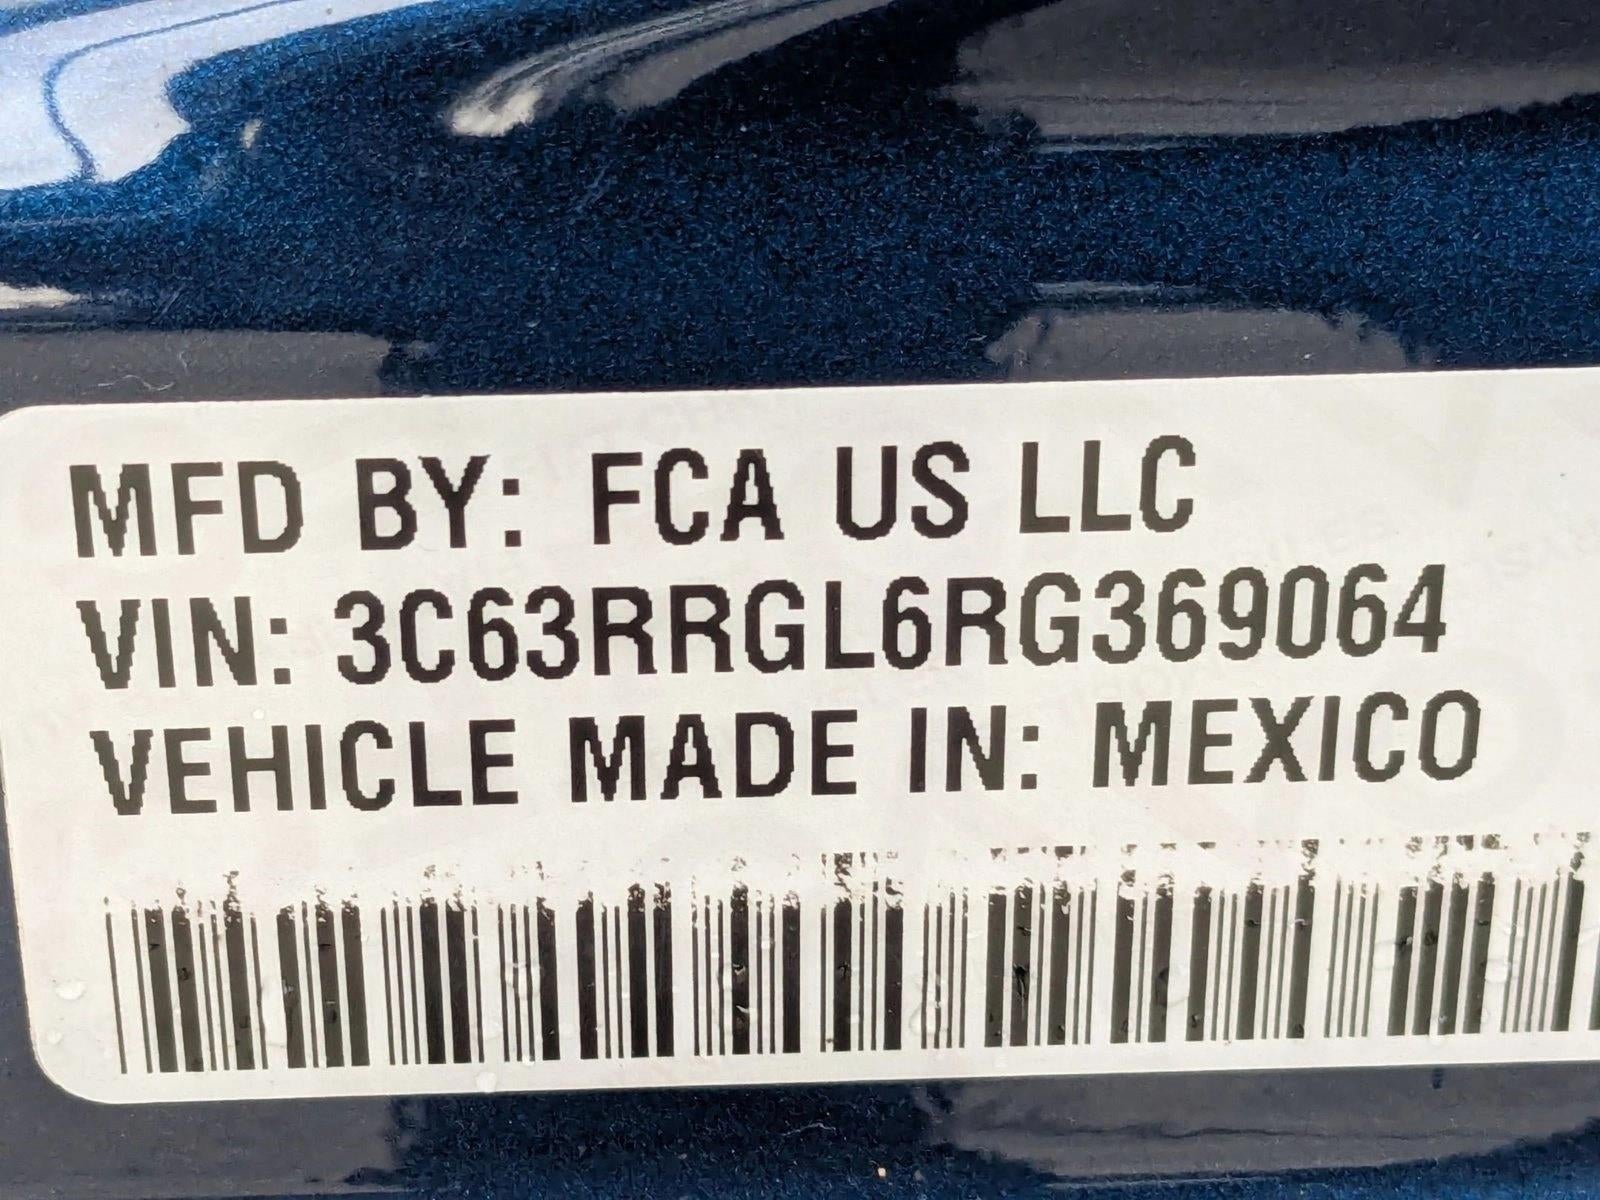 MFD BY: FCA US LLC
VIN: 3C63RRGL6RG369064
VEHICLE MADE IN: MEXICO